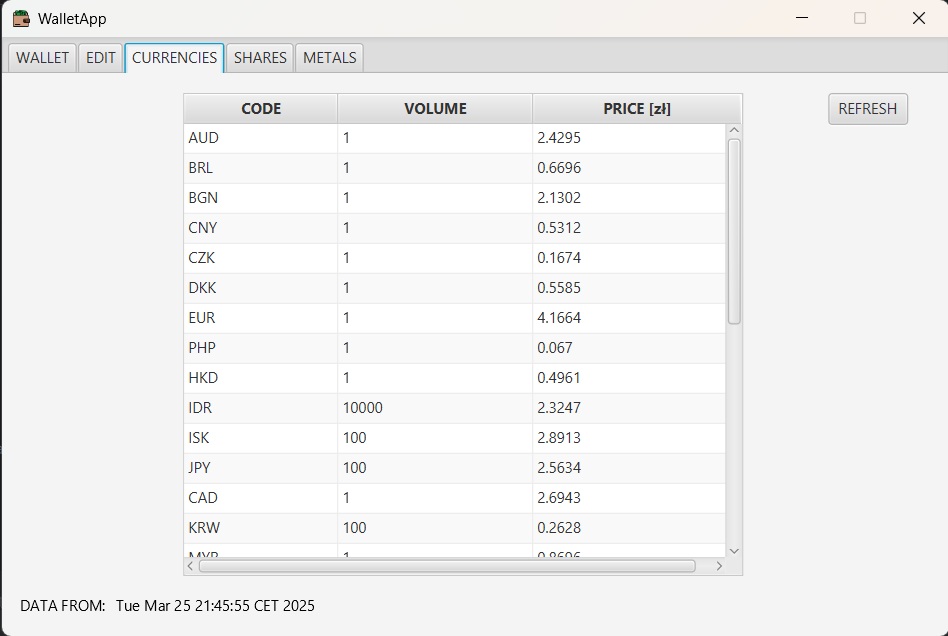 WalletApp
WALLET EDIT CURRENCIES SHARES METALS
CODE VOLUME PRICE [zł] REFRESH
AUD 1 2.4295
BRL 1 0.6696
BGN 1 2.1302
CNY 1 0.5312
CZK 1 0.1674
DKK 1 0.5585
EUR 1 4.1664
PHP 1 0.067
HKD 1 0.4961
IDR 10000 2.3247
ISK 100 2.8913
JPY 100 2.5634
CAD 1 2.6943
KRW 100 0.2628
MYR 1 0.8696
DATA FROM: Tue Mar 25 21:45:55 CET 2025